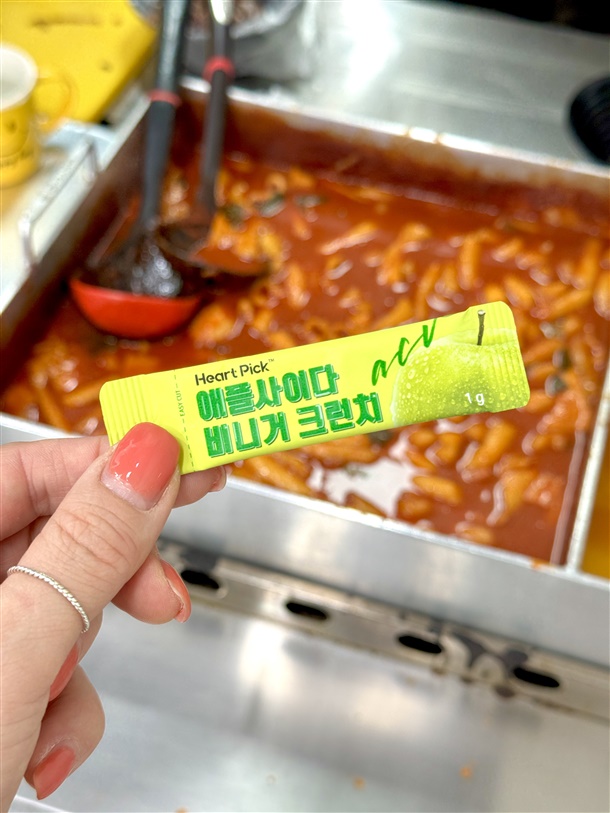 Heart Pick™
애플사이다
비니거 크런치
acv
1g
EASY CUT